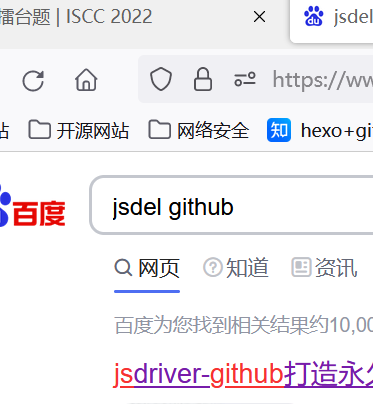 擂台题 | ISCC 2022
jsdel
https://ww
站 开源网站 网络安全 知 hexo+gi
du 百度 jsdel github
网页 知道 资讯
百度为您找到相关结果约10,00
jsdriver-github打造永久